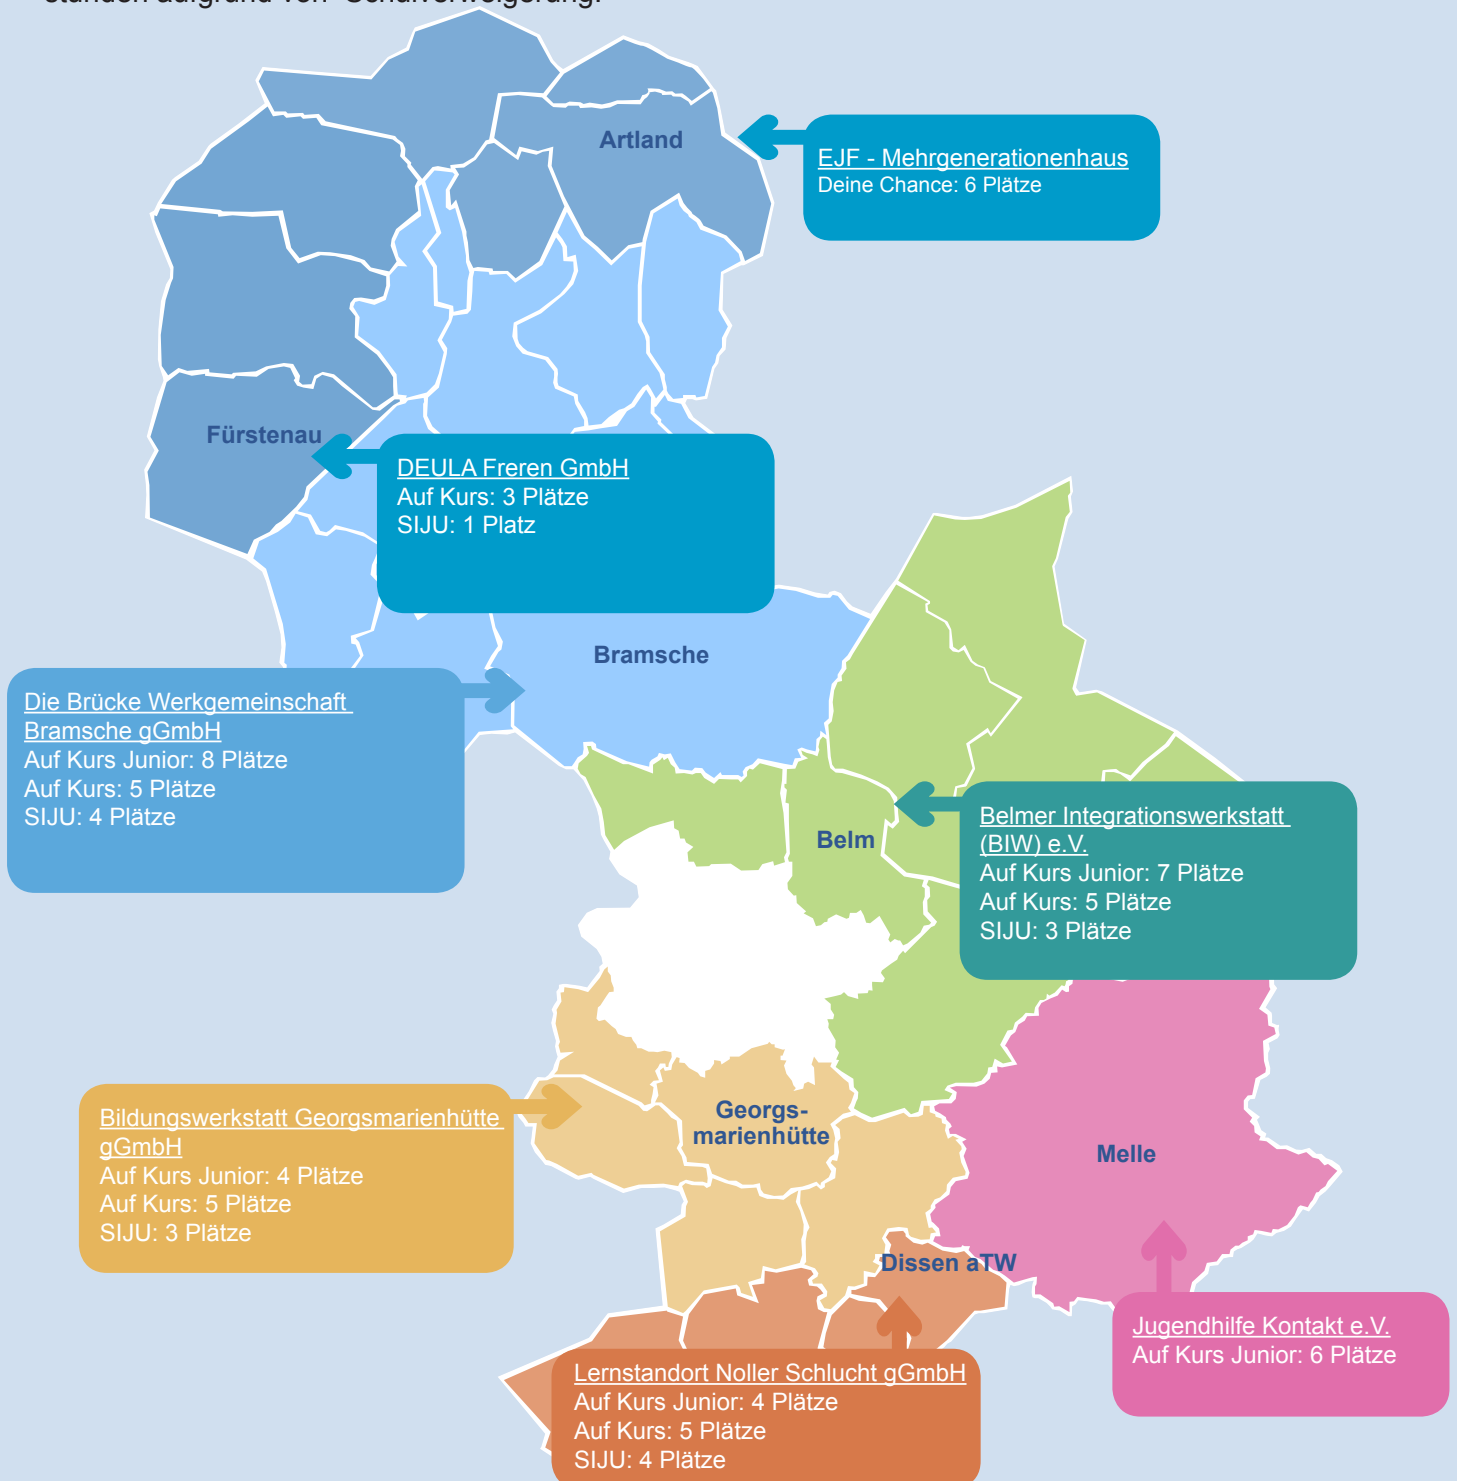 standen aufgrund von Schulverweigerung.
Artland
EJF - Mehrgenerationenhaus
Deine Chance: 6 Plätze
Fürstenau
DEULA Freren GmbH
Auf Kurs: 3 Plätze
SIJU: 1 Platz
Bramsche
Die Brücke Werkgemeinschaft
Bramsche gGmbH
Auf Kurs Junior: 8 Plätze
Auf Kurs: 5 Plätze
SIJU: 4 Plätze
Belm
Belmer Integrationswerkstatt
(BIW) e.V.
Auf Kurs Junior: 7 Plätze
Auf Kurs: 5 Plätze
SIJU: 3 Plätze
Bildungswerkstatt Georgsmarienhütte
gGmbH
Auf Kurs Junior: 4 Plätze
Auf Kurs: 5 Plätze
SIJU: 3 Plätze
Georgs-
marienhütte
Melle
Dissen aTW
Jugendhilfe Kontakt e.V.
Auf Kurs Junior: 6 Plätze
Lernstandort Noller Schlucht gGmbH
Auf Kurs Junior: 4 Plätze
Auf Kurs: 5 Plätze
SIJU: 4 Plätze